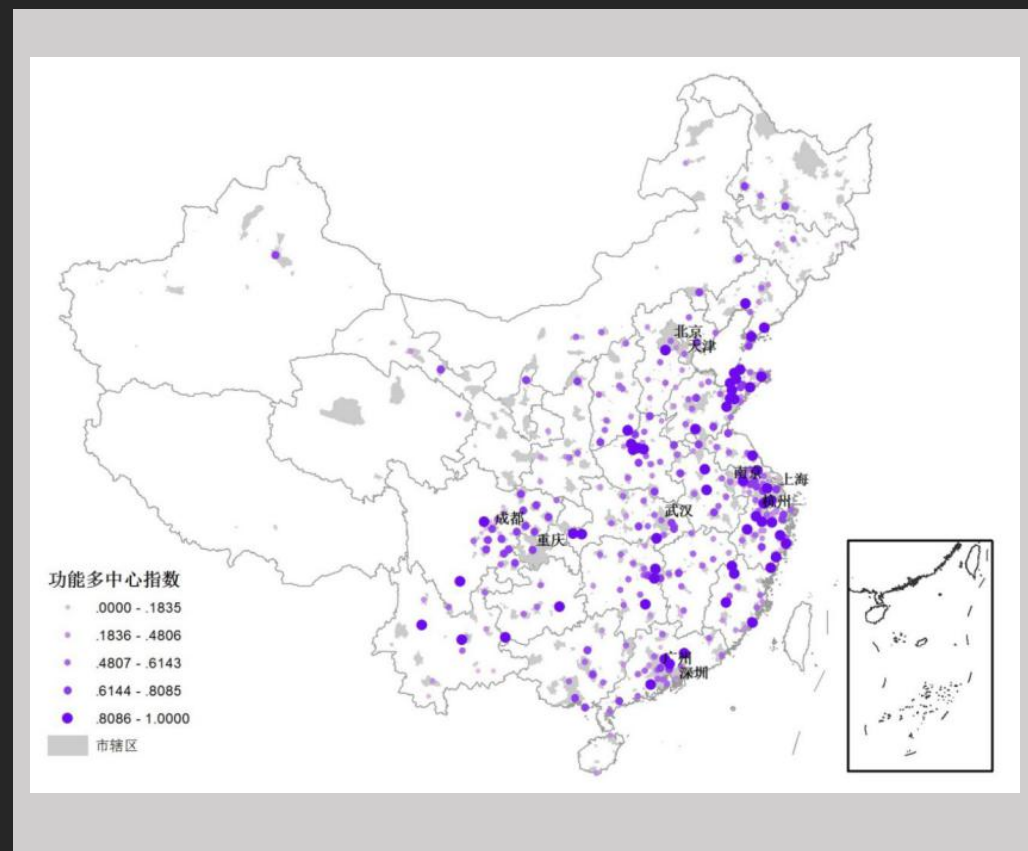 北京
天津
南京
上海
杭州
武汉
成都
重庆
广州
深圳
功能多中心指数
.0000 - .1835
.1836 - .4806
.4807 - .6143
.6144 - .8085
.8086 - 1.0000
市辖区